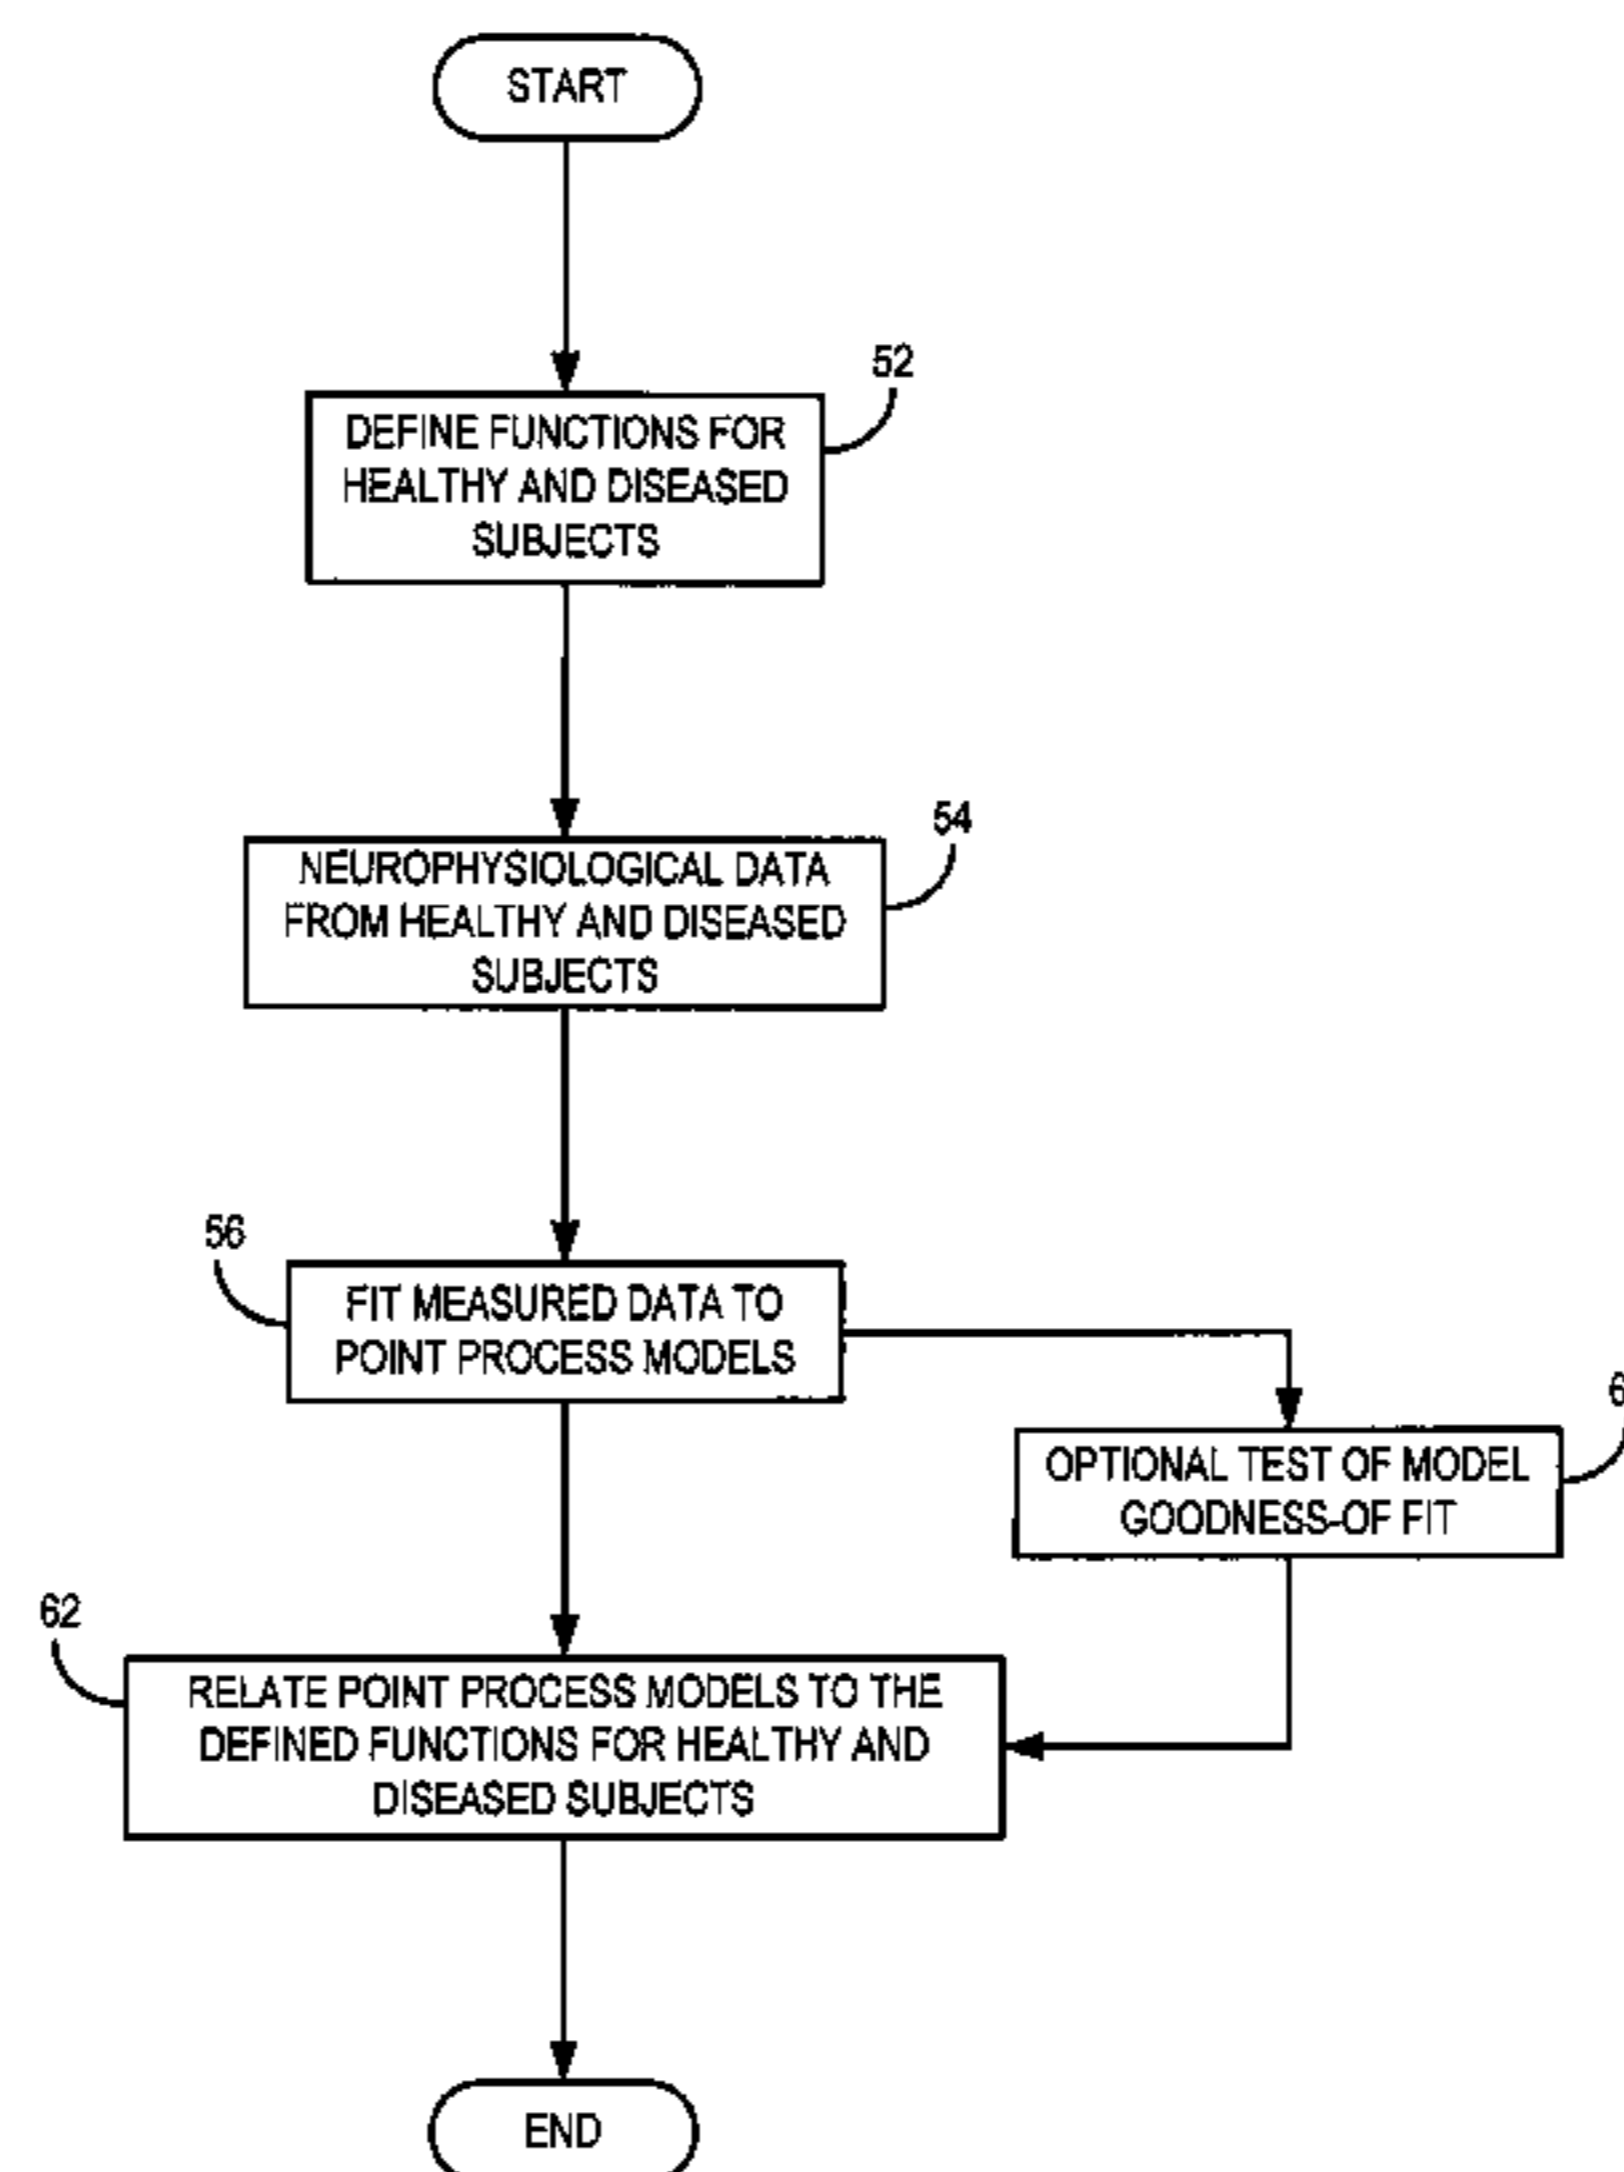 START
52
DEFINE FUNCTIONS FOR
HEALTHY AND DISEASED
SUBJECTS
54
NEUROPHYSIOLOGICAL DATA
FROM HEALTHY AND DISEASED
SUBJECTS
56
FIT MEASURED DATA TO
POINT PROCESS MODELS
OPTIONAL TEST OF MODEL
GOODNESS-OF FIT
62
RELATE POINT PROCESS MODELS TO THE
DEFINED FUNCTIONS FOR HEALTHY AND
DISEASED SUBJECTS
END